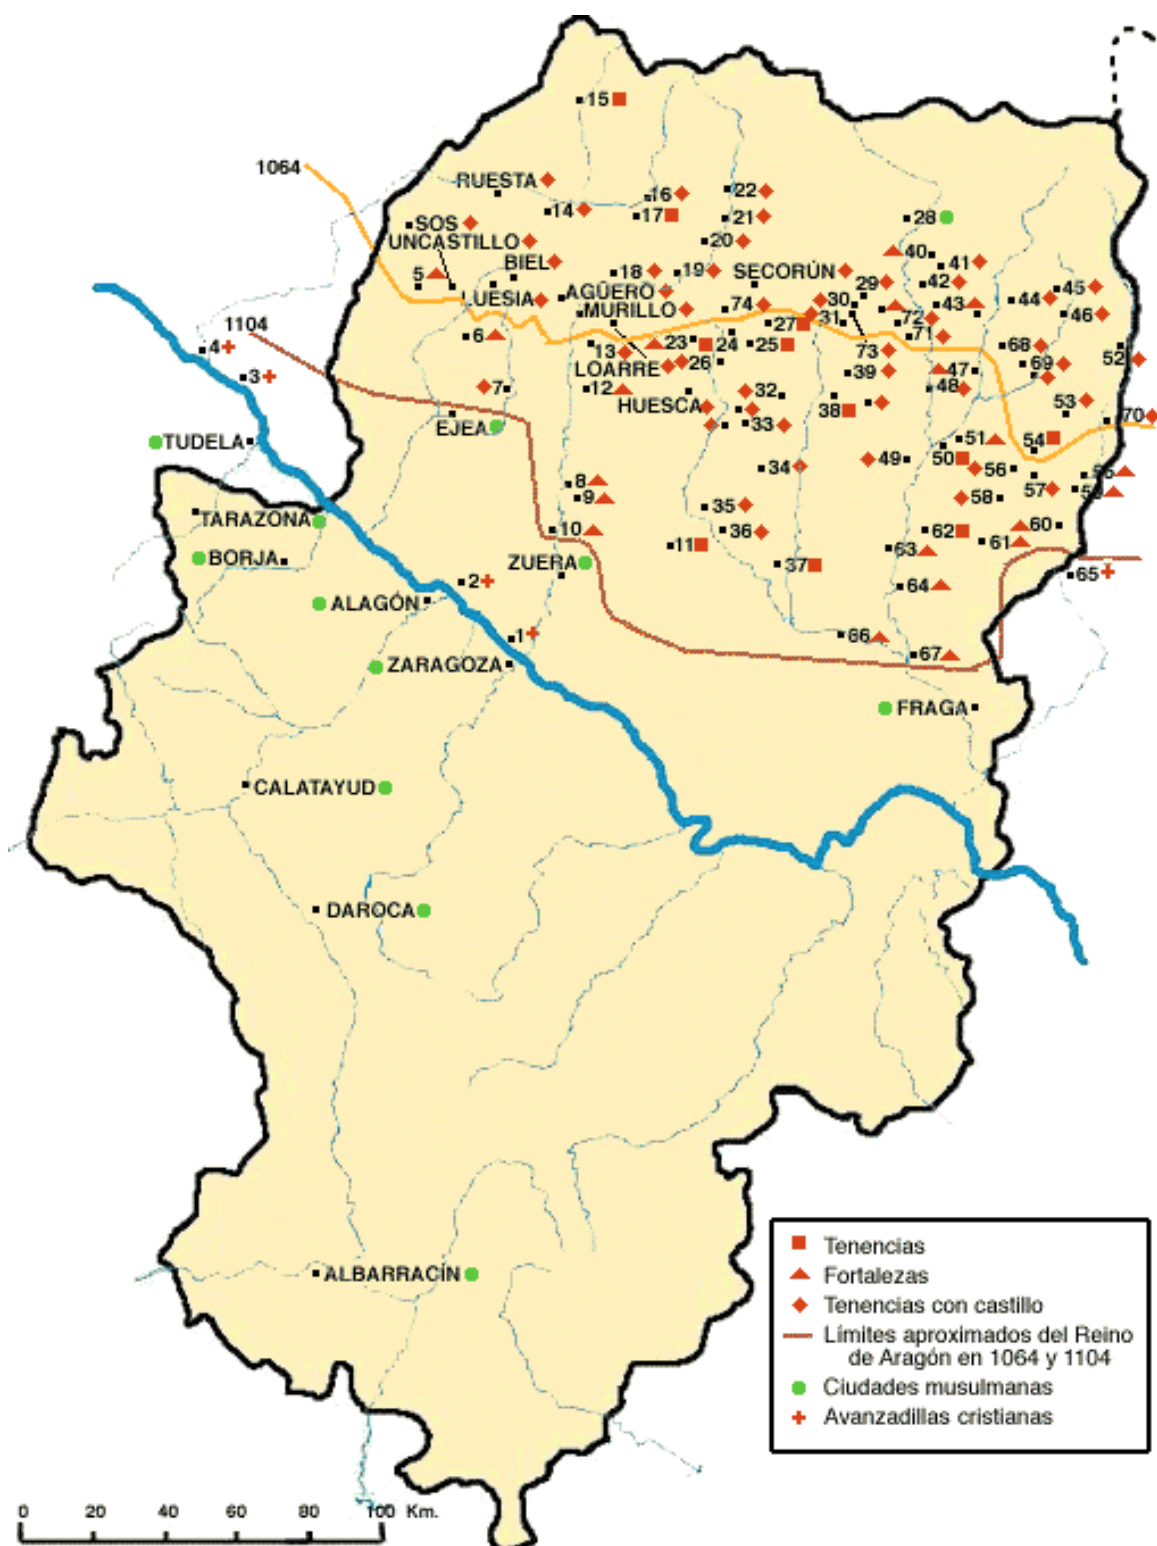 15
1064
RUESTA
16
22
14
17
21
28
SOS
UNCASTILLO
20
40
5
BIEL
18
19
SECORÚN
41
LUESIA
AGÜERO
29
42
45
MURILLO
74
30
43
44
46
1104
6
27
31
72
71
4
13
23
24
25
73
68
52
3
LOARRE
26
39
47
69
7
12
32
48
HUESCA
38
53
70
TUDELA
EJEA
33
51
54
34
49
50
56
55
8
9
57
59
TARAZONA
35
58
10
36
62
60
BORJA
ZUERA
11
63
61
2
37
65
ALAGÓN
64
1
66
ZARAGOZA
67
FRAGA
CALATAYUD
DAROCA
ALBARRACÍN
Tenencias
Fortalezas
Tenencias con castillo
Límites aproximados del Reino
de Aragón en 1064 y 1104
Ciudades musulmanas
Avanzadillas cristianas
0 20 40 60 80 100 Km.